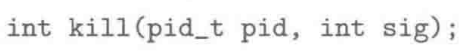 int kill(pid_t pid, int sig);